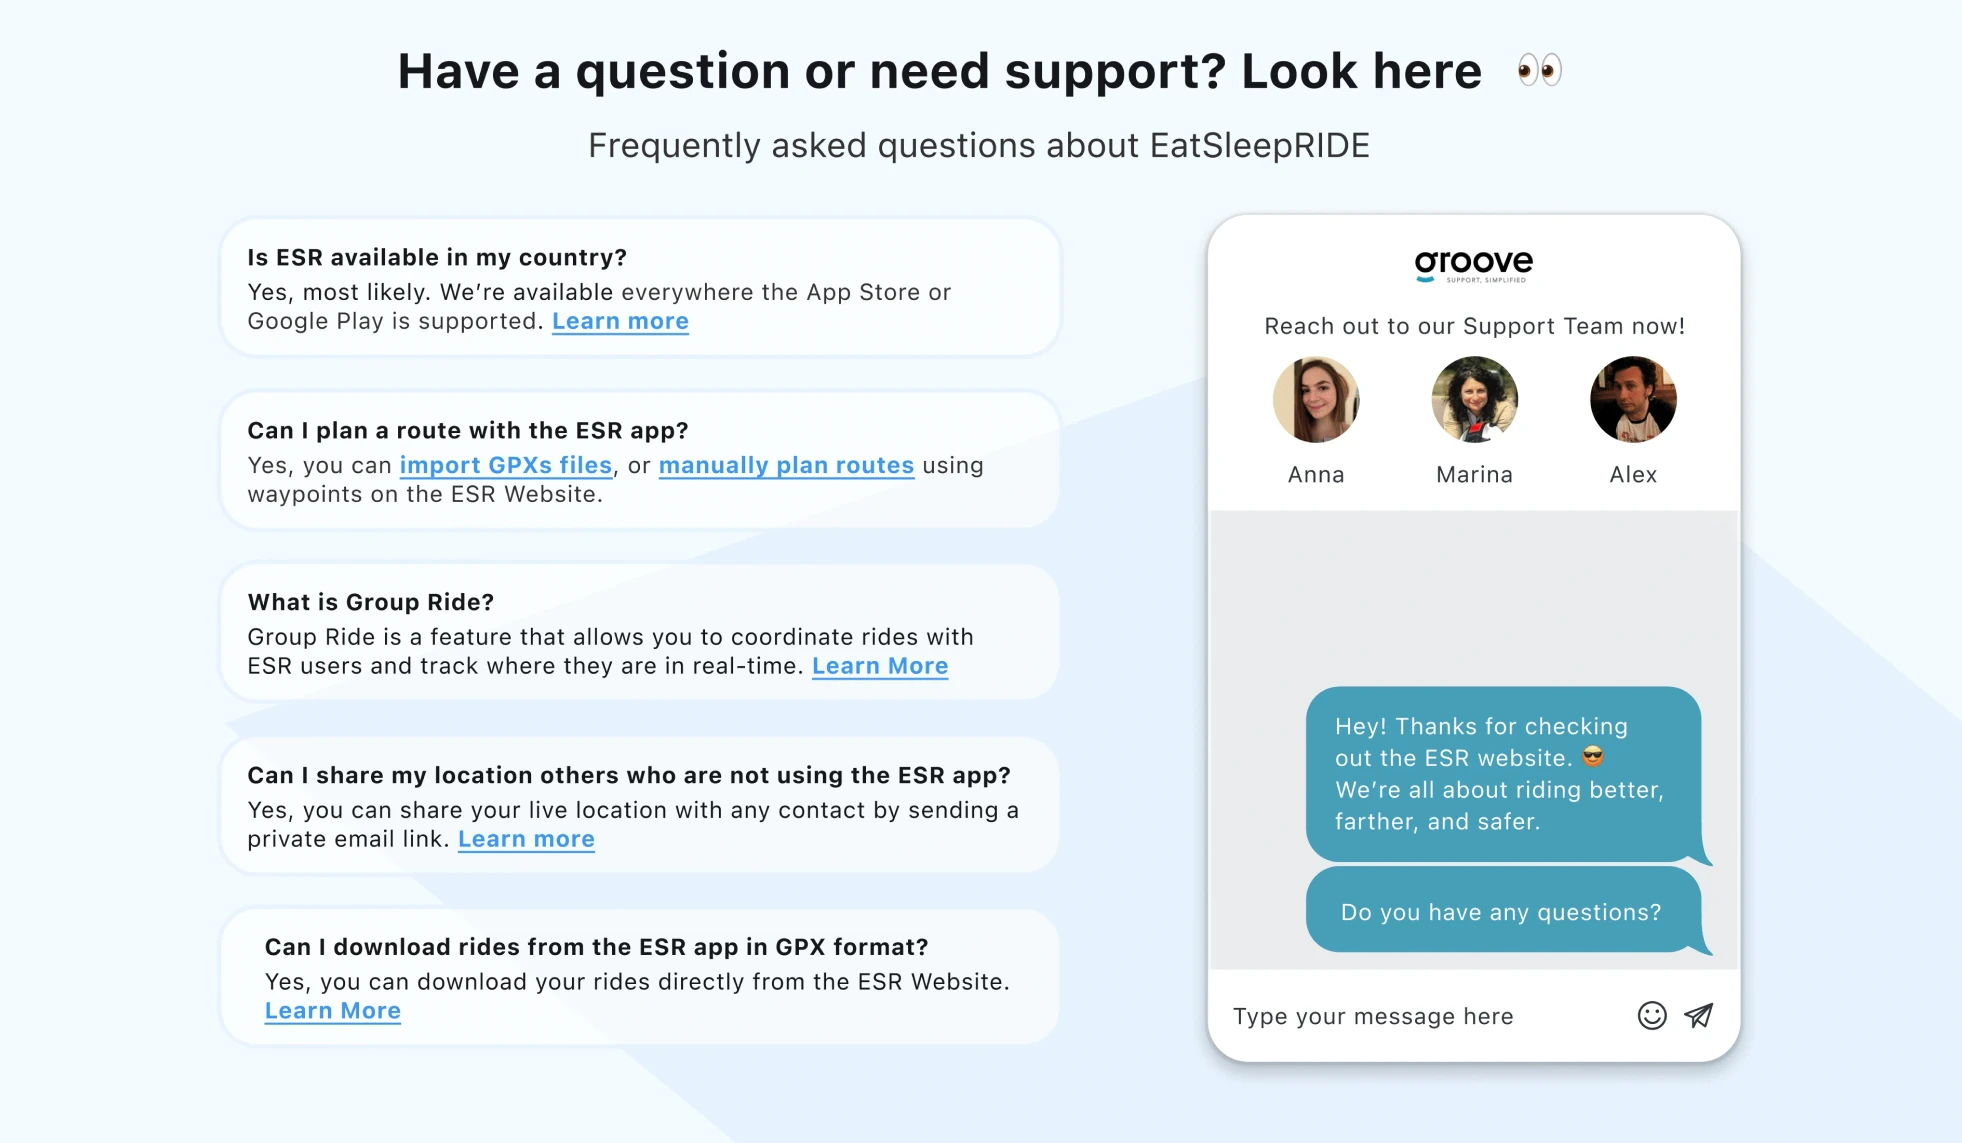 Have a question or need support? Look here 👀
Frequently asked questions about EatSleepRIDE
Is ESR available in my country?
Yes, most likely. We’re available everywhere the App Store or
Google Play is supported. Learn more
Can I plan a route with the ESR app?
Yes, you can import GPXs files, or manually plan routes using
waypoints on the ESR Website.
What is Group Ride?
Group Ride is a feature that allows you to coordinate rides with
ESR users and track where they are in real-time. Learn More
Can I share my location others who are not using the ESR app?
Yes, you can share your live location with any contact by sending a
private email link. Learn more
Can I download rides from the ESR app in GPX format?
Yes, you can download your rides directly from the ESR Website.
Learn More
groove
SUPPORT, SIMPLIFIED
Reach out to our Support Team now!
Anna Marina Alex
Hey! Thanks for checking
out the ESR website. 😎
We’re all about riding better,
farther, and safer.
Do you have any questions?
Type your message here